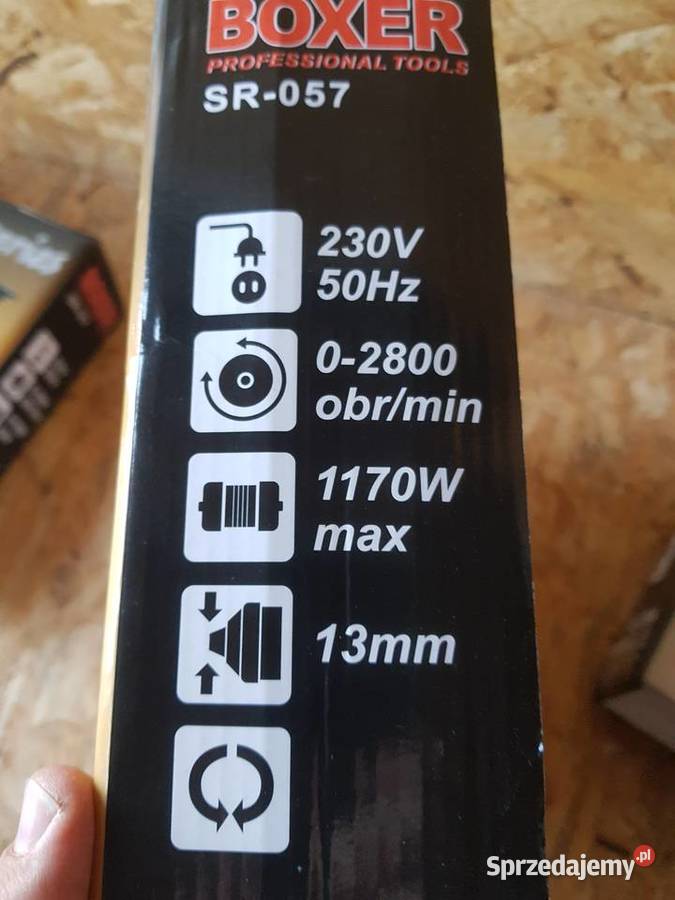 BOXER
PROFESSIONAL TOOLS
SR-057
230V
50Hz
0-2800
obr/min
1170W
max
13mm
Sprzedajemy.pl